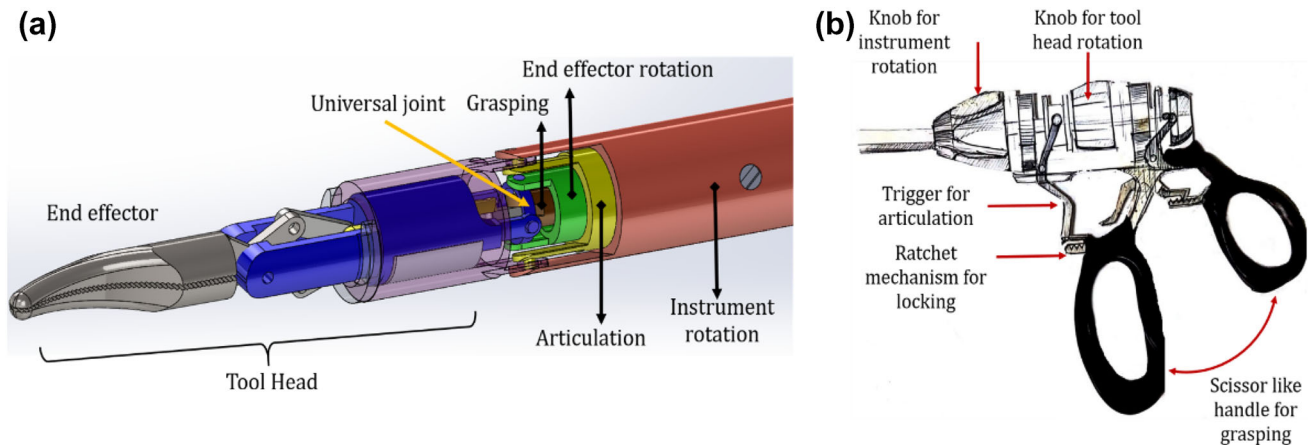 (a)
End effector rotation
Universal joint
Grasping
End effector
Instrument
rotation
Articulation
Tool Head
(b)
Knob for
instrument
rotation
Knob for tool
head rotation
Trigger for
articulation
Ratchet
mechanism for
locking
Scissor like
handle for
grasping